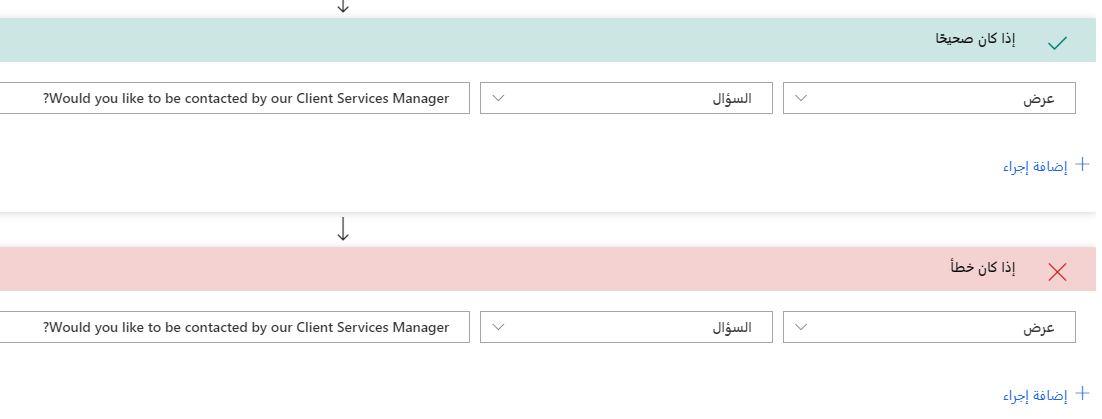 إذا كان صحيحًا
عرض
السؤال
Would you like to be contacted by our Client Services Manager?
إضافة إجراء
إذا كان خطأ
عرض
السؤال
Would you like to be contacted by our Client Services Manager?
إضافة إجراء